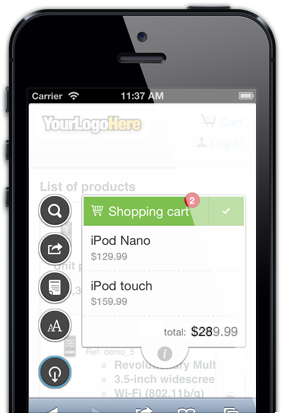 Carrier 11:37 AM
YourLogoHere
Cart
Log in
List of products
2
Shopping cart
iPod Nano
$129.99
iPod touch
$159.99
total: $289.99
Ref: demo_5
Revolutionary Mult
3.5-inch widescree
Wi-Fi (802.11b/g)